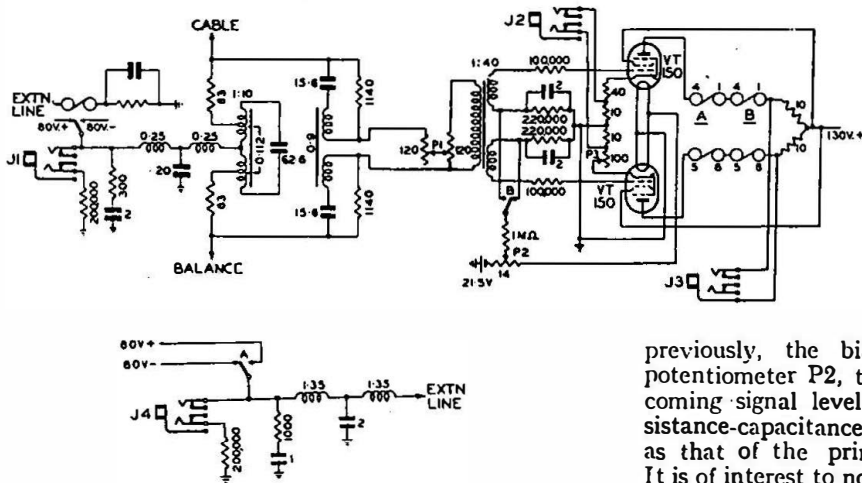 CABLE
EXTN
LINE
80V.+
80V.-
J1
0·25
0·25
20
200,000
300
2
63
1:10
0·112
62·6
63
BALANCE
15·6
1140
0·9
15·6
1140
120
P1
120
1:40
J2
100,000
2
220,000
220,000
2
100,000
40
10
10
100
P3
VT
150
VT
150
B
1MΩ
P2
14
21·5V
4
1
4
1
A
B
5
8
5
8
10
10
130V.+
J3
80V+
80V-
A
J4
200,000
1000
1
1·35
2
1·35
EXTN
LINE
previously, the bi
potentiometer P2, t
coming signal level
sistance-capacitance
as that of the prin
It is of interest to no